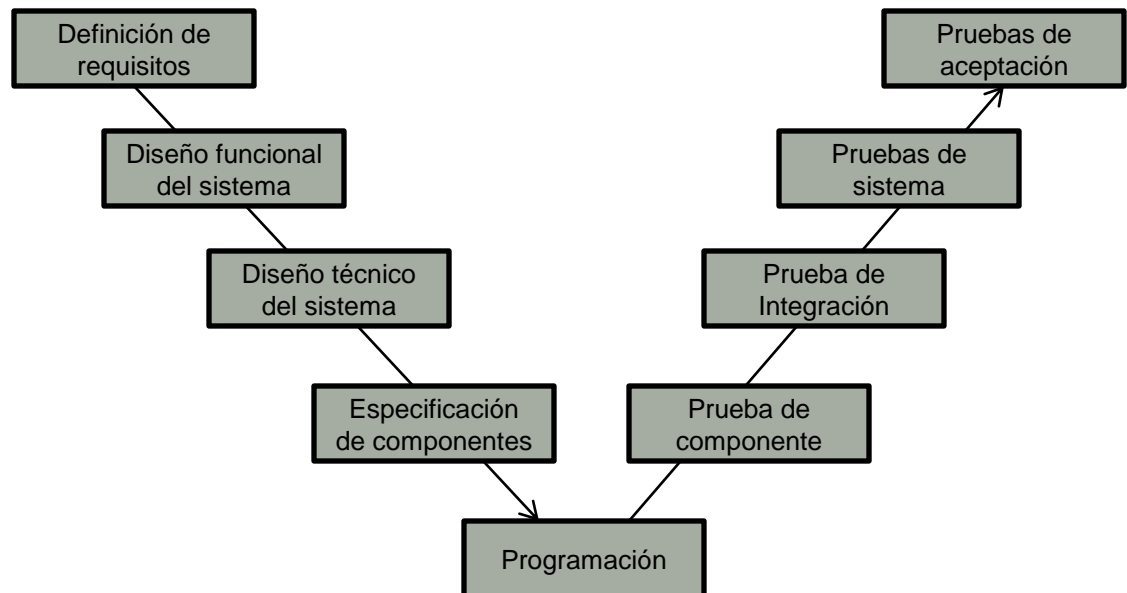 Definición de
requisitos
Pruebas de
aceptación
Diseño funcional
del sistema
Pruebas de
sistema
Diseño técnico
del sistema
Prueba de
Integración
Especificación
de componentes
Prueba de
componente
Programación